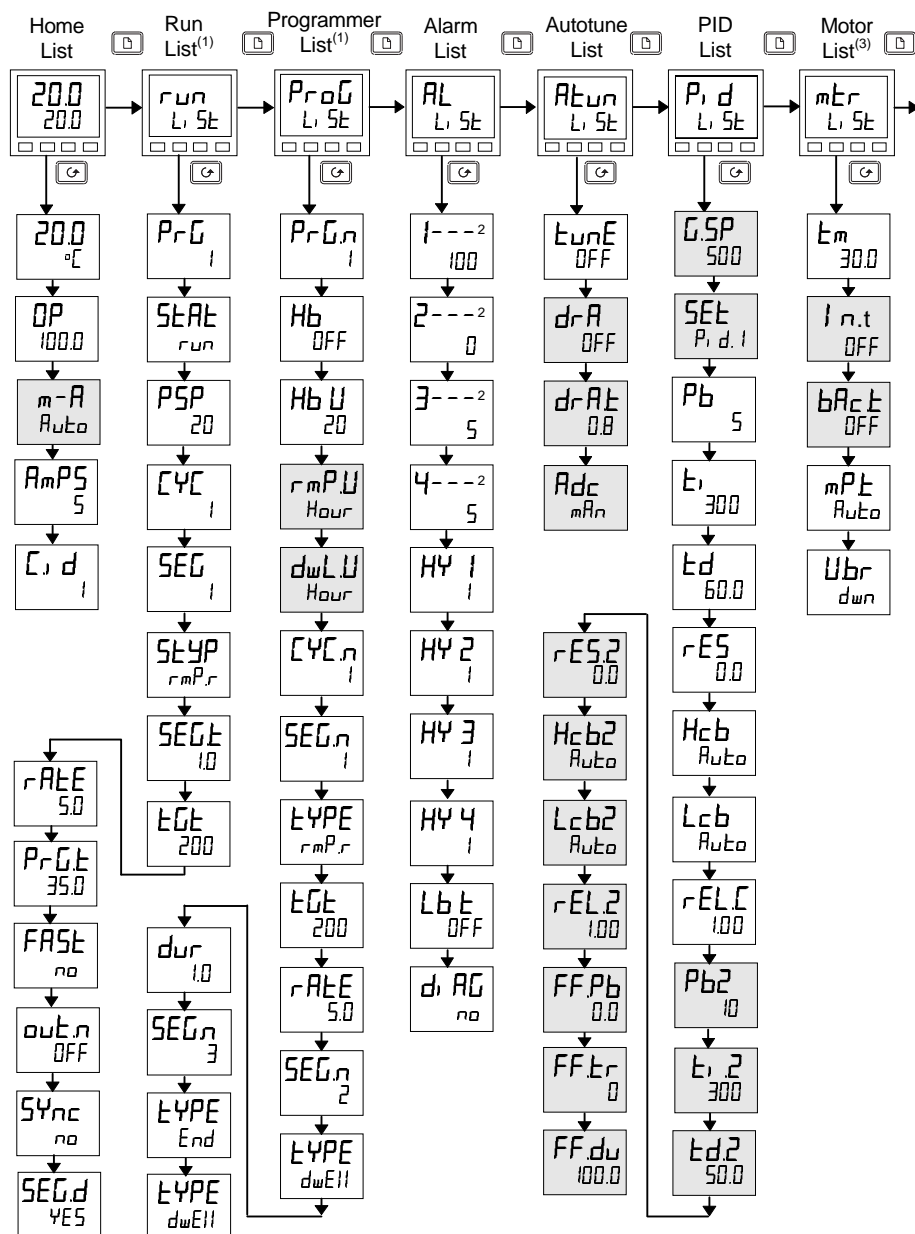 Home List
Run List(1)
Programmer List(1)
Alarm List
Autotune List
PID List
Motor List(3)
20.0
20.0
run
LiSt
ProG
LiSt
AL
LiSt
Atun
LiSt
Pid
LiSt
mtr
LiSt
20.0
°C
OP
100.0
m-A
Auto
AmPS
5
C.id
1
PrG
1
StAt
run
PSP
20
CYC
1
SEG
1
StYP
rmP.r
SEG.t
1.0
tGt
200
rAtE
5.0
PrG.t
35.0
FASt
no
out.n
OFF
SYnc
no
SEG.d
YES
PrG.n
1
Hb
OFF
Hb U
20
rmP.U
Hour
dwL.U
Hour
CYC.n
1
SEG.n
1
tYPE
rmP.r
tGt
200
rAtE
5.0
SEG.n
2
tYPE
dwEll
dur
1.0
SEG.n
3
tYPE
End
tYPE
dwEll
1---2
100
2---2
0
3---2
5
4---2
5
HY 1
1
HY 2
1
HY 3
1
HY 4
1
Lb t
OFF
diAG
no
tunE
OFF
drA
OFF
drAt
0.8
Adc
mAn
G.SP
500
SEt
Pid.1
Pb
5
ti
300
td
60.0
rES
0.0
Hcb
Auto
Lcb
Auto
rEL.C
1.00
Pb2
10
ti.2
300
td.2
50.0
rES.2
0.0
Hcb2
Auto
Lcb2
Auto
rEL.2
1.00
FF.Pb
0.0
FF.tr
0
FF.du
100.0
tm
30.0
In.t
OFF
bAct
OFF
mP.t
Auto
Ubr
dwn